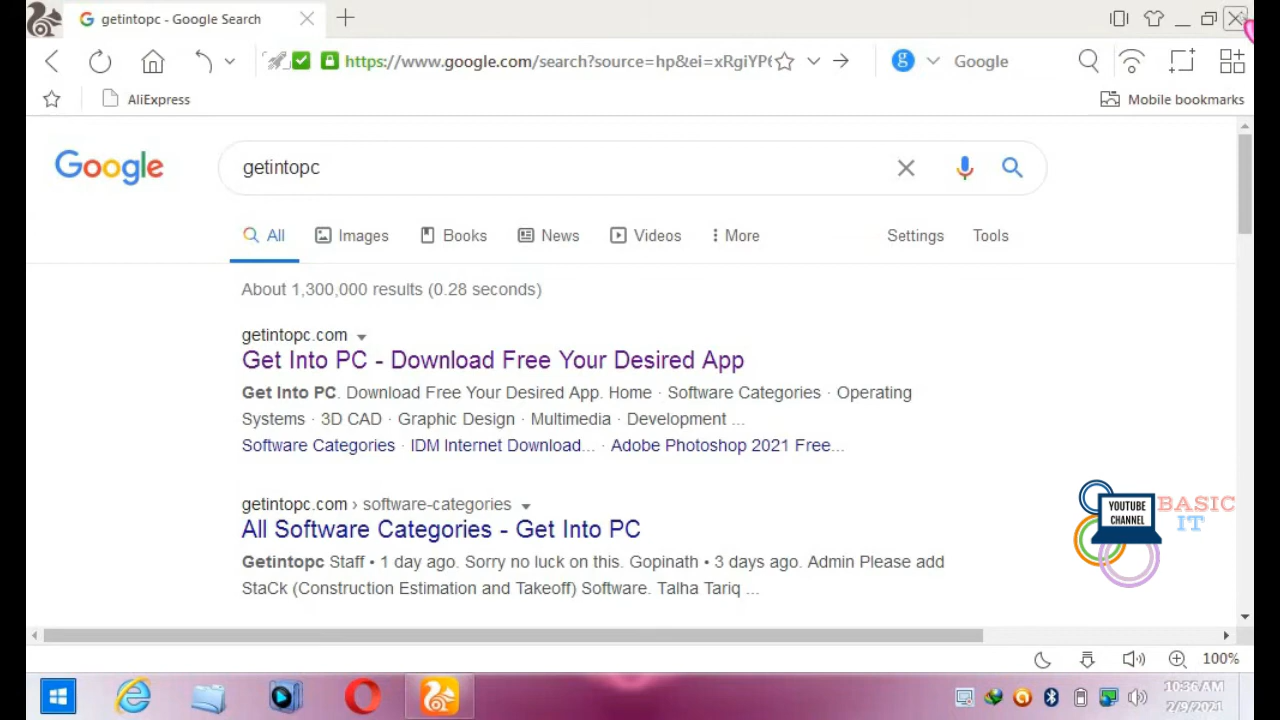 getintopc - Google Search
https://www.google.com/search?source=hp&ei=xRgiYP6
Google
AliExpress
Mobile bookmarks
Google
getintopc
All
Images
Books
News
Videos
More
Settings
Tools
About 1,300,000 results (0.28 seconds)
getintopc.com
Get Into PC - Download Free Your Desired App
Get Into PC. Download Free Your Desired App. Home · Software Categories · Operating
Systems · 3D CAD · Graphic Design · Multimedia · Development ...
Software Categories · IDM Internet Download... · Adobe Photoshop 2021 Free...
getintopc.com › software-categories
All Software Categories - Get Into PC
Getintopc Staff • 1 day ago. Sorry no luck on this. Gopinath • 3 days ago. Admin Please add
StaCk (Construction Estimation and Takeoff) Software. Talha Tariq ...
YOUTUBE
CHANNEL
BASIC
IT
100%
10:36 AM
2/9/2021